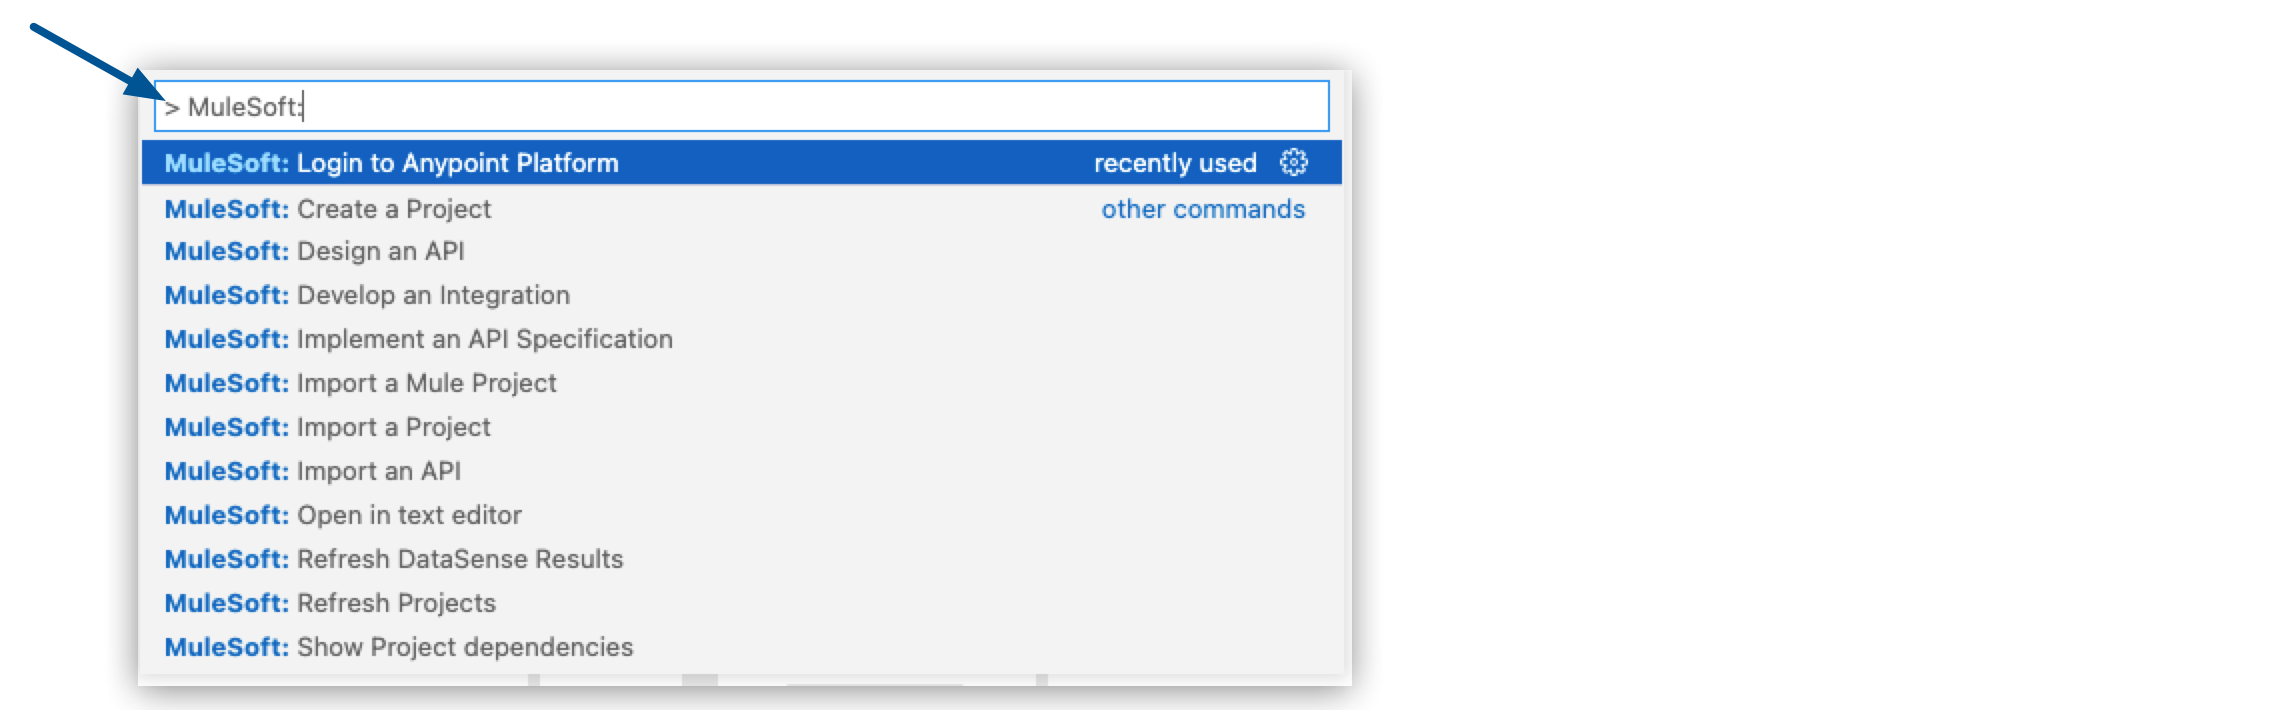 > MuleSoft:
MuleSoft: Login to Anypoint Platform recently used
MuleSoft: Create a Project other commands
MuleSoft: Design an API
MuleSoft: Develop an Integration
MuleSoft: Implement an API Specification
MuleSoft: Import a Mule Project
MuleSoft: Import a Project
MuleSoft: Import an API
MuleSoft: Open in text editor
MuleSoft: Refresh DataSense Results
MuleSoft: Refresh Projects
MuleSoft: Show Project dependencies